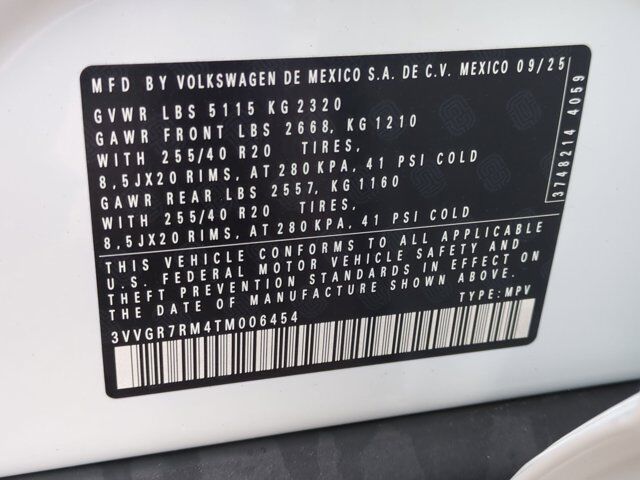 MFD BY VOLKSWAGEN DE MEXICO S.A. DE C.V. MEXICO 09/25
GVWR LBS 5115 KG 2320
GAWR FRONT LBS 2668, KG 1210
WITH 255/40 R20 TIRES,
8,5JX20 RIMS, AT 280 KPA, 41 PSI COLD
GAWR REAR LBS 2557, KG 1160
WITH 255/40 R20 TIRES,
8,5JX20 RIMS, AT 280 KPA, 41 PSI COLD
THIS VEHICLE CONFORMS TO ALL APPLICABLE
U.S. FEDERAL MOTOR VEHICLE SAFETY AND
THEFT PREVENTION STANDARDS IN EFFECT ON
THE DATE OF MANUFACTURE SHOWN ABOVE.
3VVGR7RM4TM006454 TYPE: MPV
3748214 4059